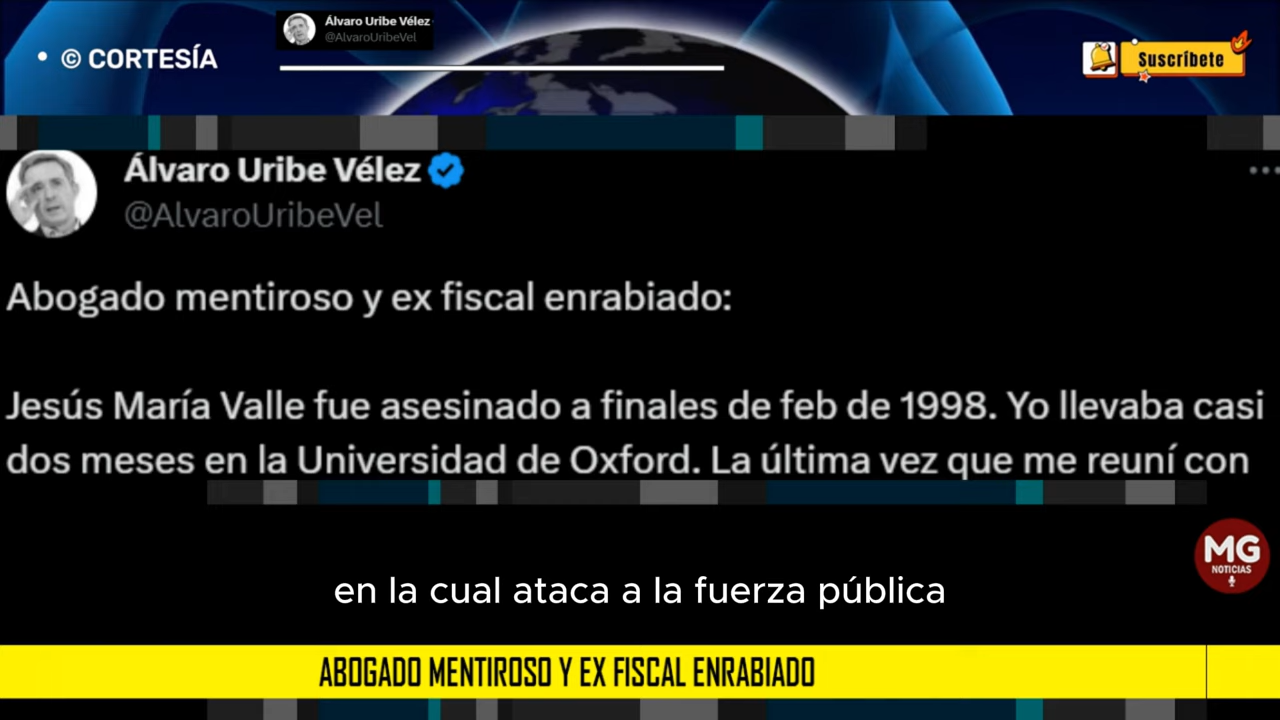 • © CORTESÍA
Álvaro Uribe Vélez
@AlvaroUribeVel
Suscríbete
Álvaro Uribe Vélez
@AlvaroUribeVel
Abogado mentiroso y ex fiscal enrabiado:
Jesús María Valle fue asesinado a finales de feb de 1998. Yo llevaba casi
dos meses en la Universidad de Oxford. La última vez que me reuní con
MG
NOTICIAS
en la cual ataca a la fuerza pública
ABOGADO MENTIROSO Y EX FISCAL ENRABIADO